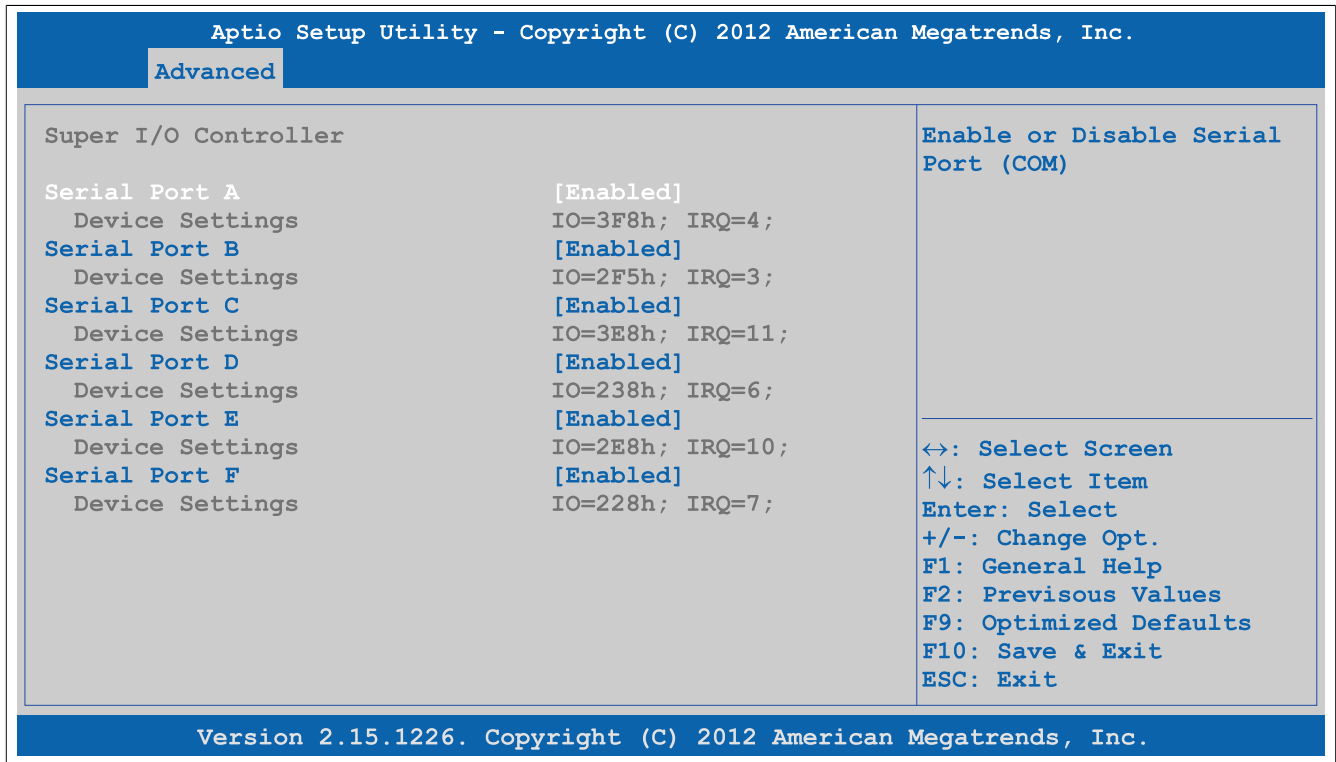 Aptio Setup Utility - Copyright (C) 2012 American Megatrends, Inc.
Advanced
Super I/O Controller
Serial Port A [Enabled]
Device Settings IO=3F8h; IRQ=4;
Serial Port B [Enabled]
Device Settings IO=2F5h; IRQ=3;
Serial Port C [Enabled]
Device Settings IO=3E8h; IRQ=11;
Serial Port D [Enabled]
Device Settings IO=238h; IRQ=6;
Serial Port E [Enabled]
Device Settings IO=2E8h; IRQ=10;
Serial Port F [Enabled]
Device Settings IO=228h; IRQ=7;
Enable or Disable Serial
Port (COM)
↔: Select Screen
↑↓: Select Item
Enter: Select
+/-: Change Opt.
F1: General Help
F2: Previsous Values
F9: Optimized Defaults
F10: Save & Exit
ESC: Exit
Version 2.15.1226. Copyright (C) 2012 American Megatrends, Inc.